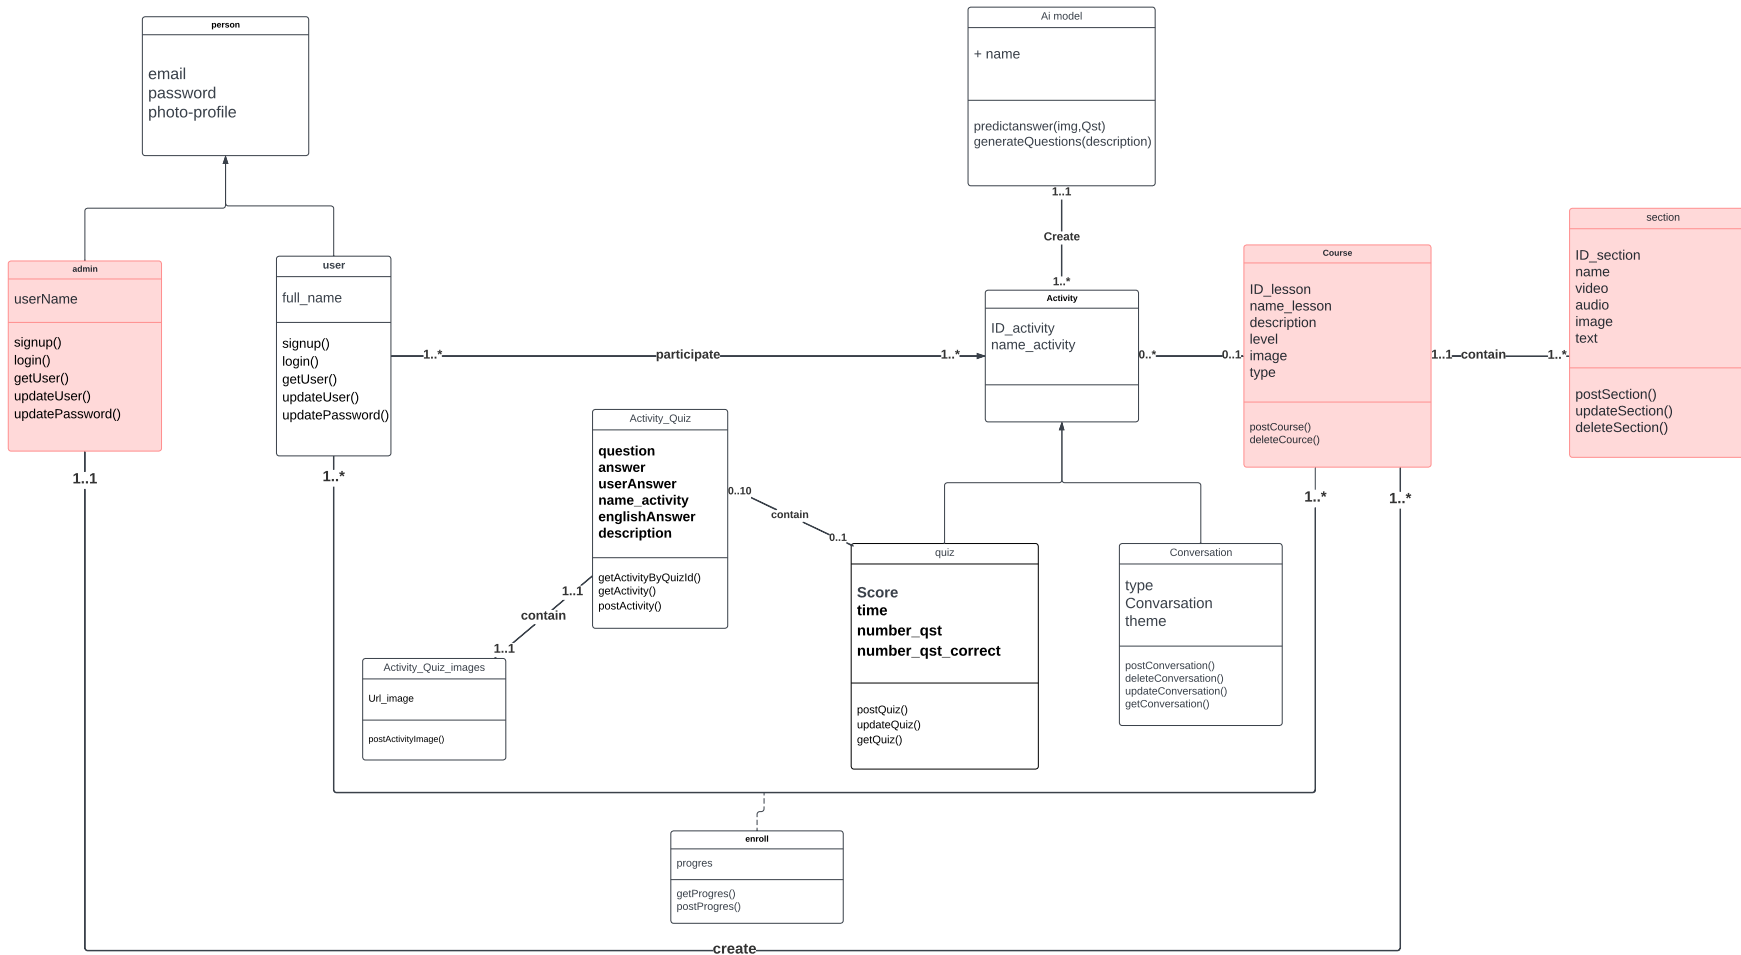 person
email
password
photo-profile
Ai model
+ name
predictanswer(img,Qst)
generateQuestions(description)
1..1
Create
1..*
admin
userName
signup()
login()
getUser()
updateUser()
updatePassword()
1..1
user
full_name
signup()
login()
getUser()
updateUser()
updatePassword()
1..*
1..*
participate
1..*
Activity
ID_activity
name_activity
0..*
0..1
Course
ID_lesson
name_lesson
description
level
image
type
postCourse()
deleteCource()
1..*
1..*
1..1
contain
1..*
section
ID_section
name
video
audio
image
text
postSection()
updateSection()
deleteSection()
Activity_Quiz
question
answer
userAnswer
name_activity
englishAnswer
description
getActivityByQuizId()
getActivity()
postActivity()
0..10
contain
0..1
1..1
contain
1..1
Activity_Quiz_images
Url_image
postActivityImage()
quiz
Score
time
number_qst
number_qst_correct
postQuiz()
updateQuiz()
getQuiz()
Conversation
type
Convarsation
theme
postConversation()
deleteConversation()
updateConversation()
getConversation()
enroll
progres
getProgres()
postProgres()
create